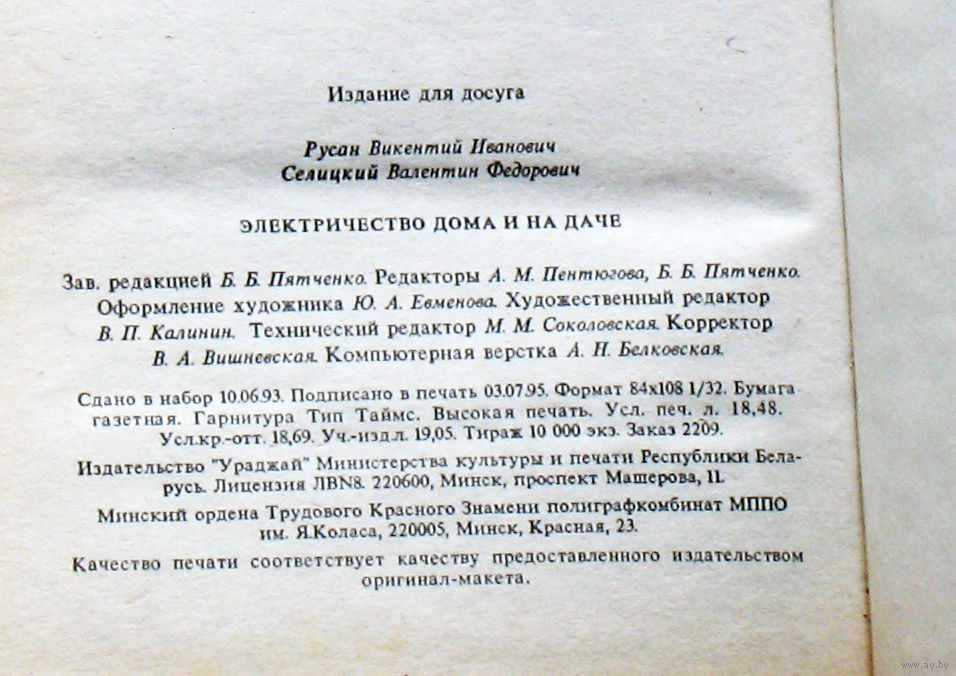 Издание для досуга
Русан Викентий Иванович
Селицкий Валентин Федорович
ЭЛЕКТРИЧЕСТВО ДОМА И НА ДАЧЕ
Зав. редакцией Б. Б. Пятченко. Редакторы А. М. Пентюгова, Б. Б. Пятченко.
Оформление художника Ю. А. Евменова. Художественный редактор
В. П. Калинин. Технический редактор М. М. Соколовская. Корректор
В. А. Вишневская. Компьютерная верстка А. Н. Белковская.
Сдано в набор 10.06.93. Подписано в печать 03.07.95. Формат 84x108 1/32. Бумага
газетная. Гарнитура Тип Таймс. Высокая печать. Усл. печ. л. 18,48.
Усл.кр.-отт. 18,69. Уч.-изд.л. 19,05. Тираж 10 000 экз. Заказ 2209.
Издательство "Ураджай" Министерства культуры и печати Республики Бела-
русь. Лицензия ЛВN8. 220600, Минск, проспект Машерова, 11.
Минский ордена Трудового Красного Знамени полиграфкомбинат МППО
им. Я.Коласа, 220005, Минск, Красная, 23.
Качество печати соответствует качеству предоставленного издательством
оригинал-макета.
www.ay.by